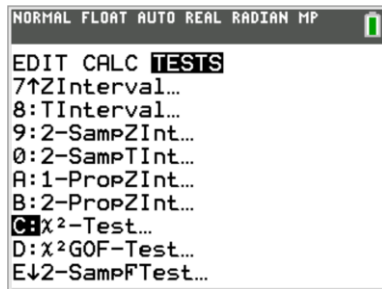 NORMAL FLOAT AUTO REAL RADIAN MP
EDIT CALC TESTS
7↑ZInterval…
8:TInterval…
9:2-SampZInt…
0:2-SampTInt…
A:1-PropZInt…
B:2-PropZInt…
C:χ²-Test…
D:χ²GOF-Test…
E↓2-SampFTest…